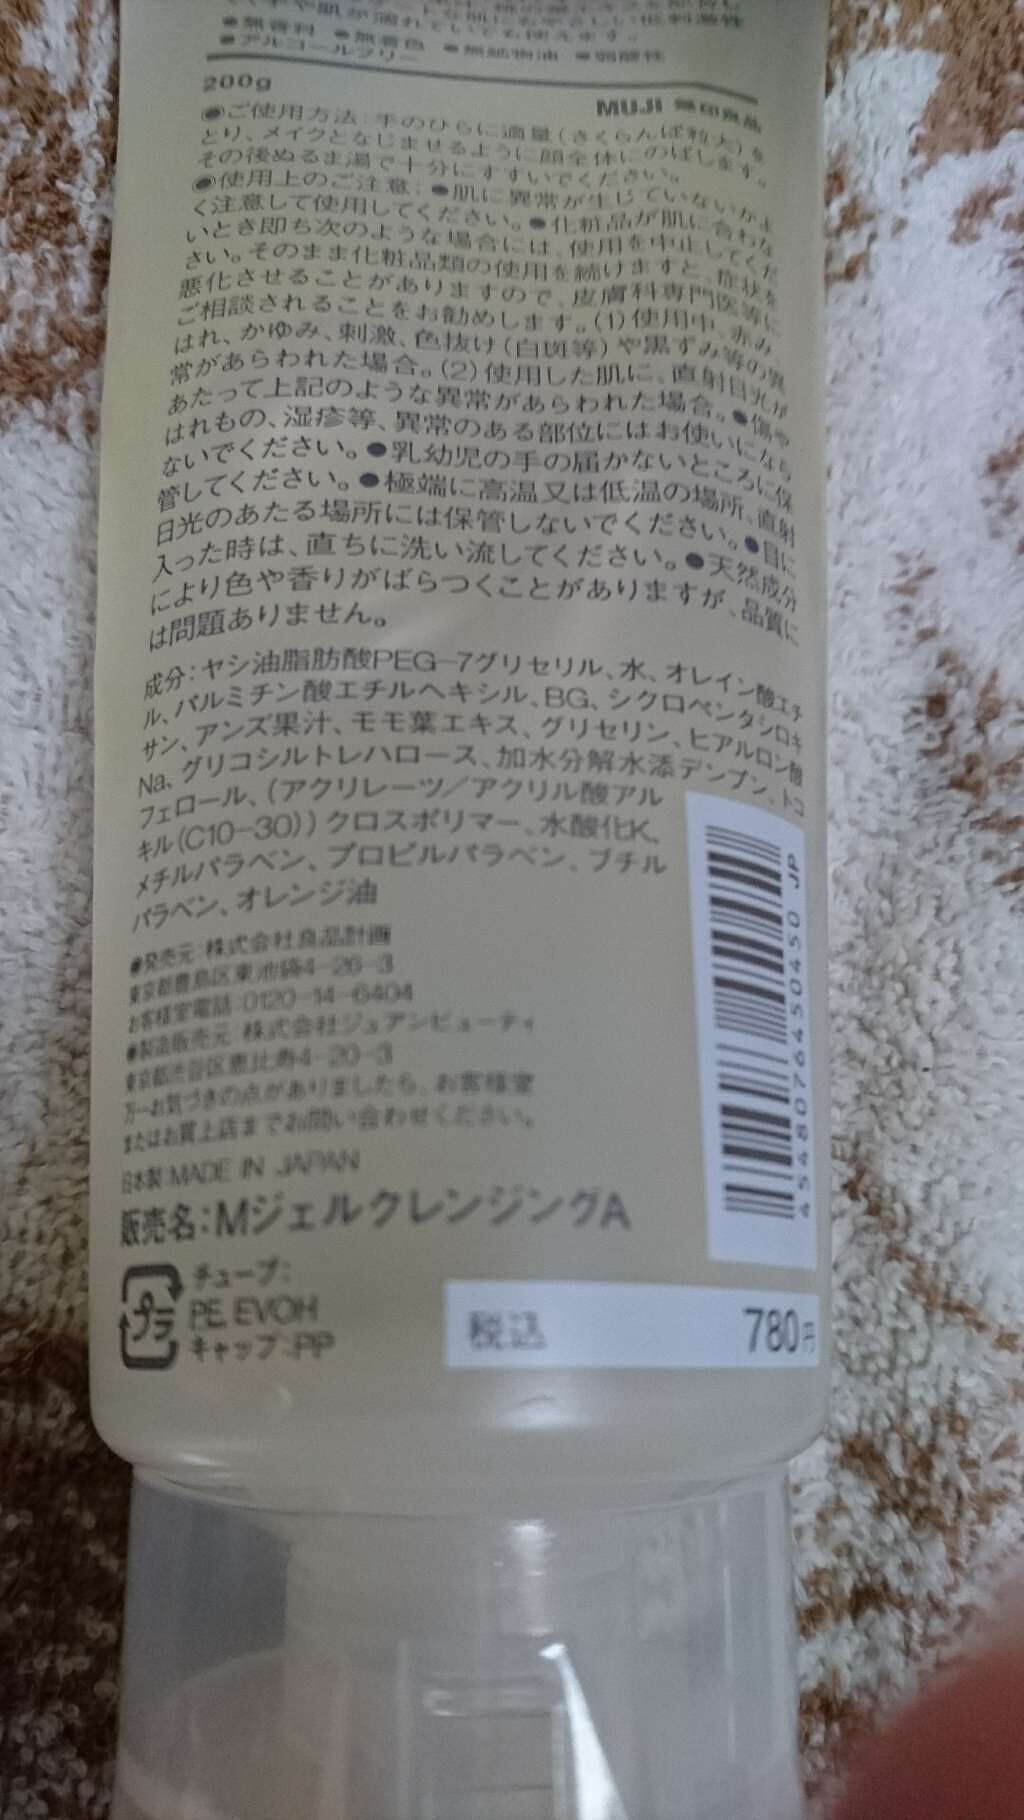 手や肌が濡れていても使えます。
●無香料 ●無着色 ●無鉱物油 ●弱酸性
●アルコールフリー
200g
MUJI 無印良品
●ご使用方法：手のひらに適量（さくらんぼ粒大）を
とり、メイクとなじませるように顔全体にのばします。
その後ぬるま湯で十分にすすいでください。
●使用上のご注意：●肌に異常が生じていないかよ
く注意して使用してください。●化粧品が肌に合わな
いとき即ち次のような場合には、使用を中止してくだ
さい。そのまま化粧品類の使用を続けますと、症状を
悪化させることがありますので、皮膚科専門医等に
ご相談されることをお勧めします。(1)使用中、赤み、
はれ、かゆみ、刺激、色抜け（白斑等）や黒ずみ等の異
常があらわれた場合。(2)使用した肌に、直射日光が
あたって上記のような異常があらわれた場合。●傷や
はれもの、湿疹等、異常のある部位にはお使いになら
ないでください。●乳幼児の手の届かないところに保
管してください。●極端に高温又は低温の場所、直射
日光のあたる場所には保管しないでください。●目に
入った時は、直ちに洗い流してください。●天然成分
により色や香りがばらつくことがありますが、品質に
は問題ありません。
成分：ヤシ油脂肪酸PEG-7グリセリル、水、オレイン酸エチ
ル、パルミチン酸エチルヘキシル、BG、シクロペンタシロキ
サン、アンズ果汁、モモ葉エキス、グリセリン、ヒアルロン酸
Na、グリコシルトレハロース、加水分解水添デンプン、トコ
フェロール、（アクリレーツ／アクリル酸アル
キル(C10-30)）クロスポリマー、水酸化K、
メチルパラベン、プロピルパラベン、ブチル
パラベン、オレンジ油
●発売元：株式会社良品計画
東京都豊島区東池袋4-26-3
お客様室電話：0120-14-6404
●製造販売元：株式会社ジュアンビューティ
東京都渋谷区恵比寿4-20-3
万一お気づきの点がありましたら、お客様室
またはお買上店までお問い合わせください。
日本製 MADE IN JAPAN
販売名：MジェルクレンジングA
プラ
チューブ：
PE, EVOH
キャップ：PP
4548076450450 JP
税込 780円